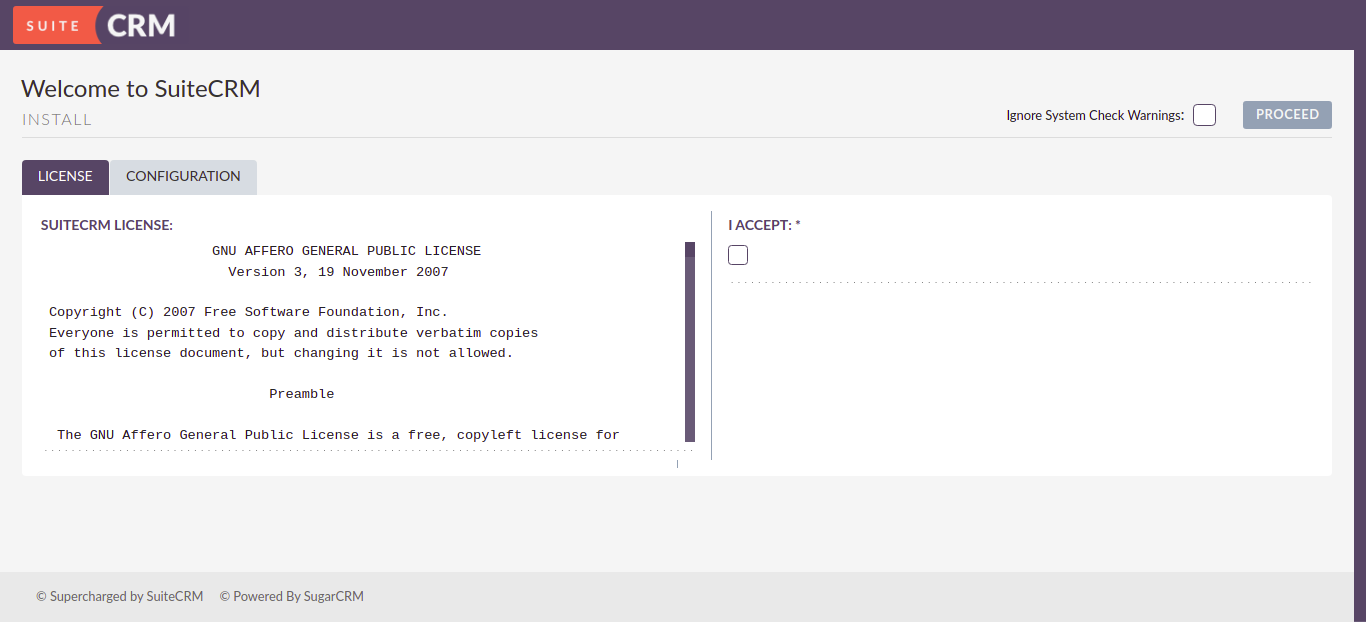 SUITE CRM
Welcome to SuiteCRM
INSTALL
Ignore System Check Warnings:
PROCEED
LICENSE
CONFIGURATION
SUITECRM LICENSE:
GNU AFFERO GENERAL PUBLIC LICENSE
Version 3, 19 November 2007
Copyright (C) 2007 Free Software Foundation, Inc.
Everyone is permitted to copy and distribute verbatim copies
of this license document, but changing it is not allowed.
Preamble
The GNU Affero General Public License is a free, copyleft license for
I ACCEPT: *
© Supercharged by SuiteCRM
© Powered By SugarCRM